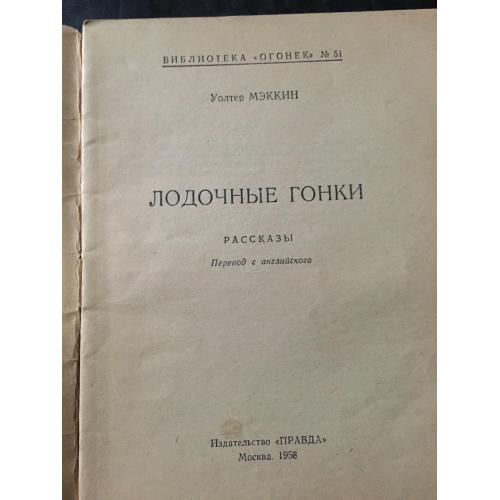 БИБЛИОТЕКА «ОГОНЕК» № 51
Уолтер МЭККИН
ЛОДОЧНЫЕ ГОНКИ
РАССКАЗЫ
Перевод с английского
Издательство «ПРАВДА»
Москва. 1958